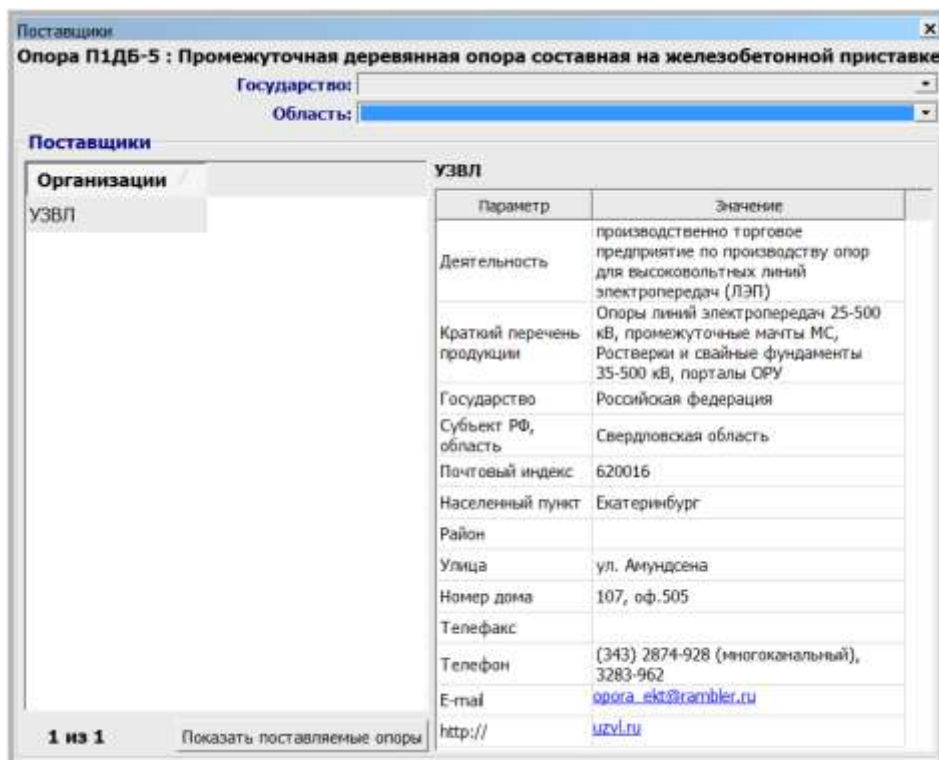 Поставщики
Опора П1ДБ-5 : Промежуточная деревянная опора составная на железобетонной приставке
Государство:
Область:
Поставщики
Организации
УЗВЛ
1 из 1
Показать поставляемые опоры
УЗВЛ
Параметр Значение
Деятельность
производственно торговое
предприятие по производству опор
для высоковольтных линий
электропередач (ЛЭП)
Краткий перечень
продукции
Опоры линий электропередач 25-500
кВ, промежуточные мачты МС,
Ростверки и свайные фундаменты
35-500 кВ, порталы ОРУ
Государство Российская федерация
Субъект РФ,
область
Свердловская область
Почтовый индекс 620016
Населенный пункт Екатеринбург
Район
Улица ул. Амундсена
Номер дома 107, оф.505
Телефакс
Телефон
(343) 2874-928 (многоканальный),
3283-962
E-mail opora_ekt@rambler.ru
http:// uzvl.ru